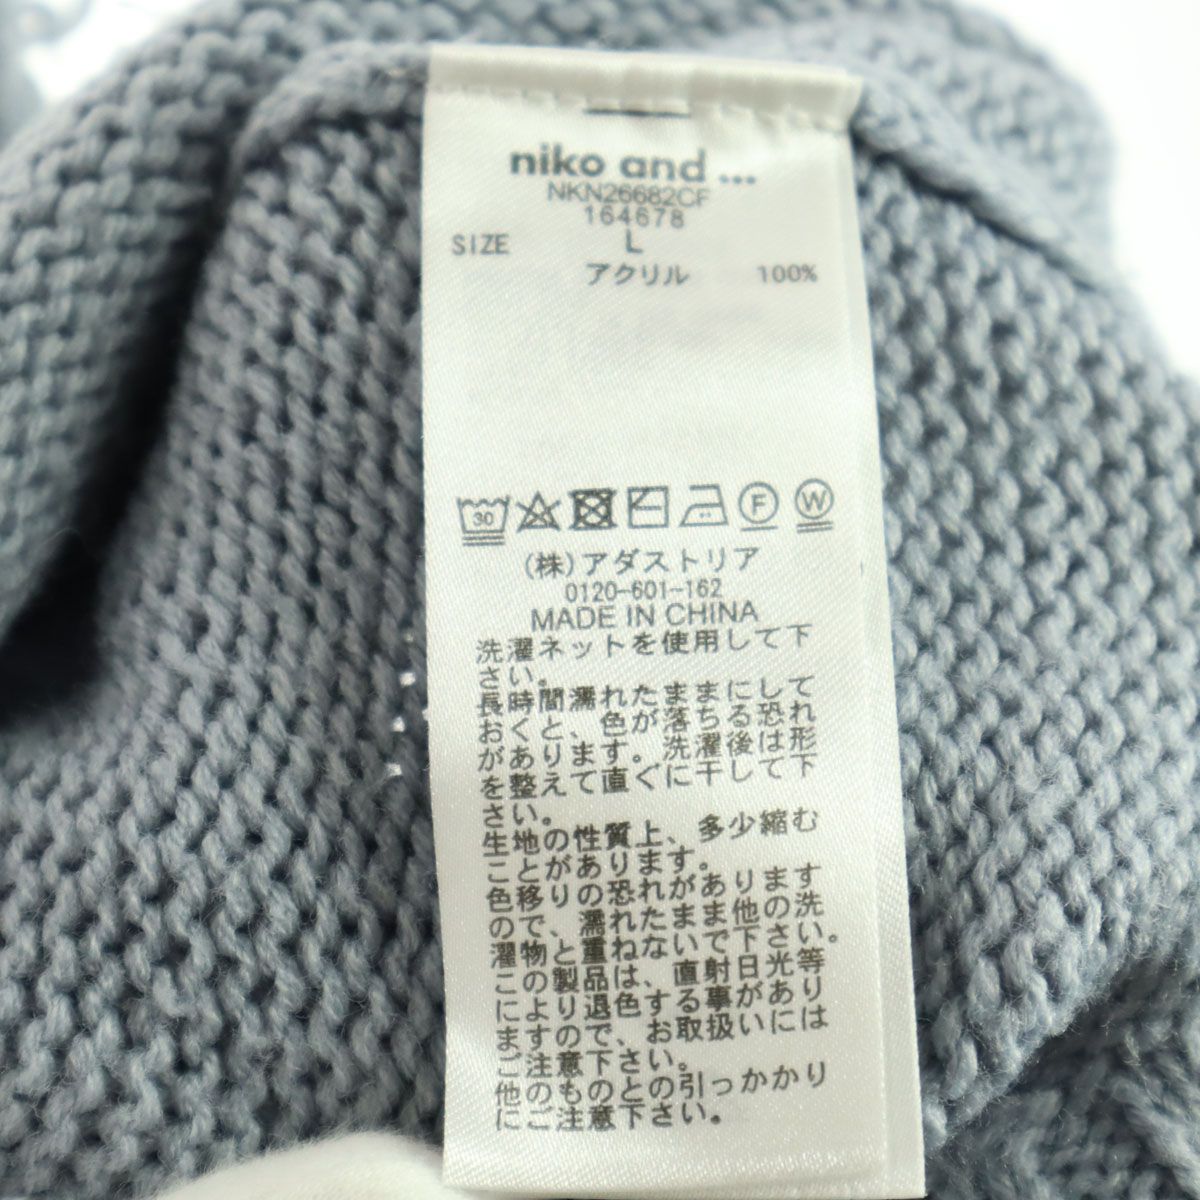 niko and ...
NKN26682CF
164678
SIZE L
アクリル 100%
30 F W
(株)アダストリア
0120-601-162
MADE IN CHINA
洗濯ネットを使用して下
さい。
長時間濡れたままにして
おくと、色が落ちる恐れ
があります。洗濯後は形
を整えて直ぐに干して下
さい。
生地の性質上、多少縮む
ことがあります。
色移りの恐れがあります
ので、濡れたまま他の洗
濯物と重ねないで下さい。
この製品は、直射日光等
により退色する事があり
ますので、お取扱いには
ご注意下さい。
他のものとの引っかかり
にご注意下さい。